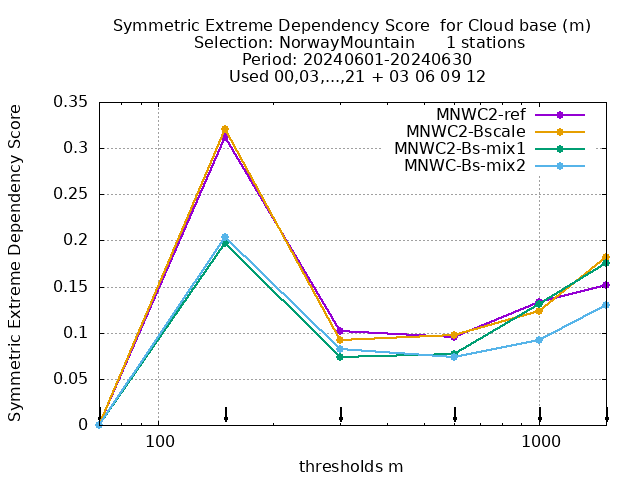 Symmetric Extreme Dependency Score  for Cloud base (m)
Selection: NorwayMountain      1 stations
Period: 20240601-20240630
Used 00,03,...,21 + 03 06 09 12
Symmetric Extreme Dependency Score
0.35
0.3
0.25
0.2
0.15
0.1
0.05
0
MNWC2-ref
MNWC2-Bscale
MNWC2-Bs-mix1
MNWC-Bs-mix2
100 1000
thresholds m